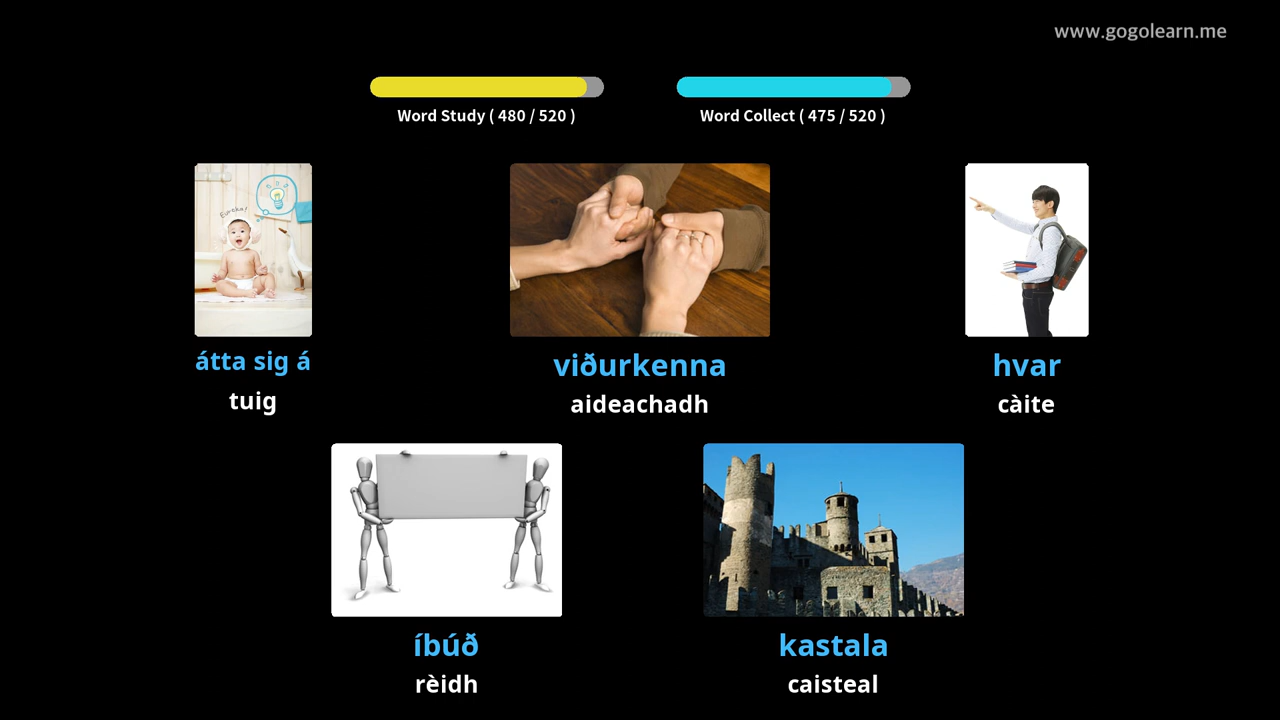 www.gogolearn.me
Word Study ( 480 / 520 )
Word Collect ( 475 / 520 )
Eureka!
átta sig á
viðurkenna
hvar
tuig
aideachadh
càite
íbúð
kastala
rèidh
caisteal